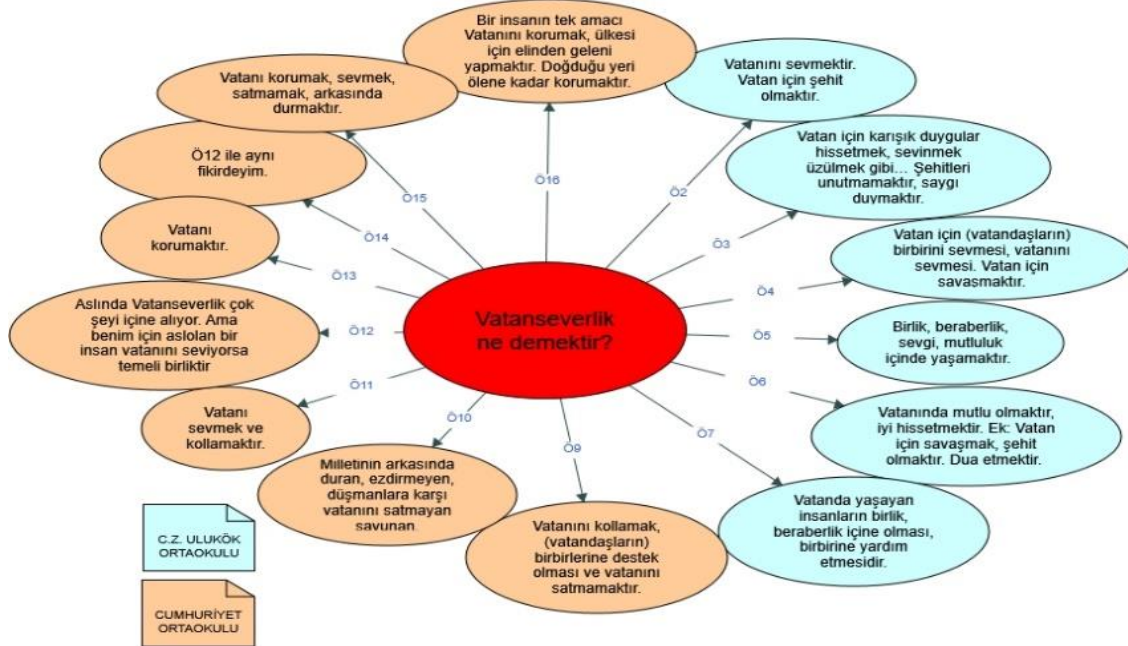 Bir insanın tek amacı
Vatanını korumak, ülkesi
için elinden geleni
yapmaktır. Doğduğu yeri
ölene kadar korumaktır.
Ö16
Vatanını sevmektir.
Vatan için şehit
olmaktır.
Ö2
Vatan için karışık duygular
hissetmek, sevinmek
üzülmek gibi... Şehitleri
unutmamaktır, saygı
duymaktır.
Ö3
Vatan için (vatandaşların)
birbirini sevmesi, vatanını
sevmesi. Vatan için
savaşmaktır.
Ö4
Birlik, beraberlik,
sevgi, mutluluk
içinde yaşamaktır.
Ö5
Vatanında mutlu olmaktır,
iyi hissetmektir. Ek: Vatan
için savaşmak, şehit
olmaktır. Dua etmektir.
Ö6
Vatanda yaşayan
insanların birlik,
beraberlik içine olması,
birbirine yardım
etmesidir.
Ö7
Vatanını kollamak,
(vatandaşların)
birbirlerine destek
olması ve vatanını
satmamaktır.
Ö9
Milletinin arkasında
duran, ezdirmeyen,
düşmanlara karşı
vatanını satmayan
savunan.
Ö10
Vatanı
sevmek ve
kollamaktır.
Ö11
Aslında Vatanseverlik çok
şeyi içine alıyor. Ama
benim için aslolan bir
insan vatanını seviyorsa
temeli birliktir
Ö12
Vatanı
korumaktır.
Ö13
Ö12 ile aynı
fikirdeyim.
Ö14
Vatanı korumak, sevmek,
satmamak, arkasında
durmaktır.
Ö15
Vatanseverlik
ne demektir?
C.Z. ULUKÖK
ORTAOKULU
CUMHURİYET
ORTAOKULU